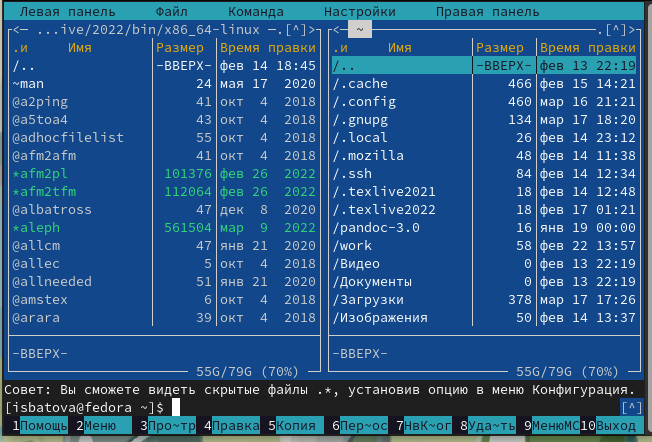 Левая панель Файл Команда Настройки Правая панель
<— …ive/2022/bin/x86_64-linux —.[^]> <— ~ .[^]>
.и Имя Размер Время правки .и Имя Размер Время правки
/.. -ВВЕРХ- фев 14 18:45 /.. -ВВЕРХ- фев 13 22:19
~man 24 мая 17 2020 /.cache 466 фев 15 14:21
@a2ping 41 окт 4 2018 /.config 460 мар 16 21:21
@a5toa4 43 окт 4 2018 /.gnupg 134 мар 17 18:20
@adhocfilelist 55 окт 4 2018 /.local 26 фев 14 23:12
@afm2afm 41 окт 4 2018 /.mozilla 48 фев 14 11:38
*afm2pl 101376 фев 26 2022 /.ssh 84 фев 14 12:34
*afm2tfm 112064 фев 26 2022 /.texlive2021 18 фев 14 12:48
@albatross 47 дек 8 2020 /.texlive2022 18 фев 17 01:21
*aleph 561504 мар 9 2022 /pandoc-3.0 16 янв 19 00:00
@allcm 47 янв 21 2020 /work 58 фев 22 13:57
@allec 5 окт 4 2018 /Видео 0 фев 13 22:19
@allneeded 51 янв 21 2020 /Документы 0 фев 13 22:19
@amstex 6 окт 4 2018 /Загрузки 378 мар 17 17:26
@arara 39 окт 4 2018 /Изображения 50 фев 14 13:37
-ВВЕРХ- -ВВЕРХ-
55G/79G (70%) 55G/79G (70%)
Совет: Вы сможете видеть скрытые файлы .*, установив опцию в меню Конфигурация.
[isbatova@fedora ~]$ [^]
1Помощь 2Меню 3Про~тр 4Правка 5Копия 6Пер~ос 7НвК~ог 8Уда~ть 9МенюMC 10Выход